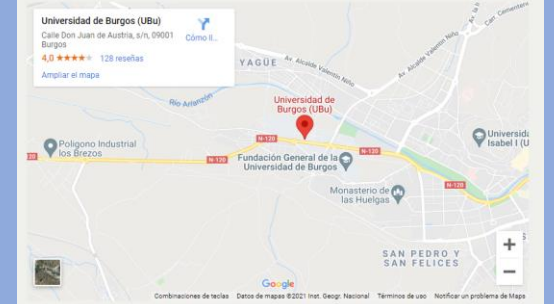 Universidad de Burgos (UBu)
Calle Don Juan de Austria, s/n, 09001
Burgos
Cómo ll...
4,0 ★★★★★ 128 reseñas
Ampliar el mapa
YAGÜE
Av. Alcalde Valentín Niño
Av. Alcalde Valentín Niño
Carr. Cementerio
Río Arlanzón
Universidad de
Burgos (UBu)
Polígono Industrial
los Brezos
N-120
N-120
N-120
120
N-120
Universida
Isabel I (U
Fundación General de la
Universidad de Burgos
Monasterio de
las Huelgas
SAN PEDRO Y
SAN FELICES
+
−
Google
Combinaciones de teclas Datos de mapas ©2021 Inst. Geogr. Nacional Términos de uso Notificar un problema de Maps